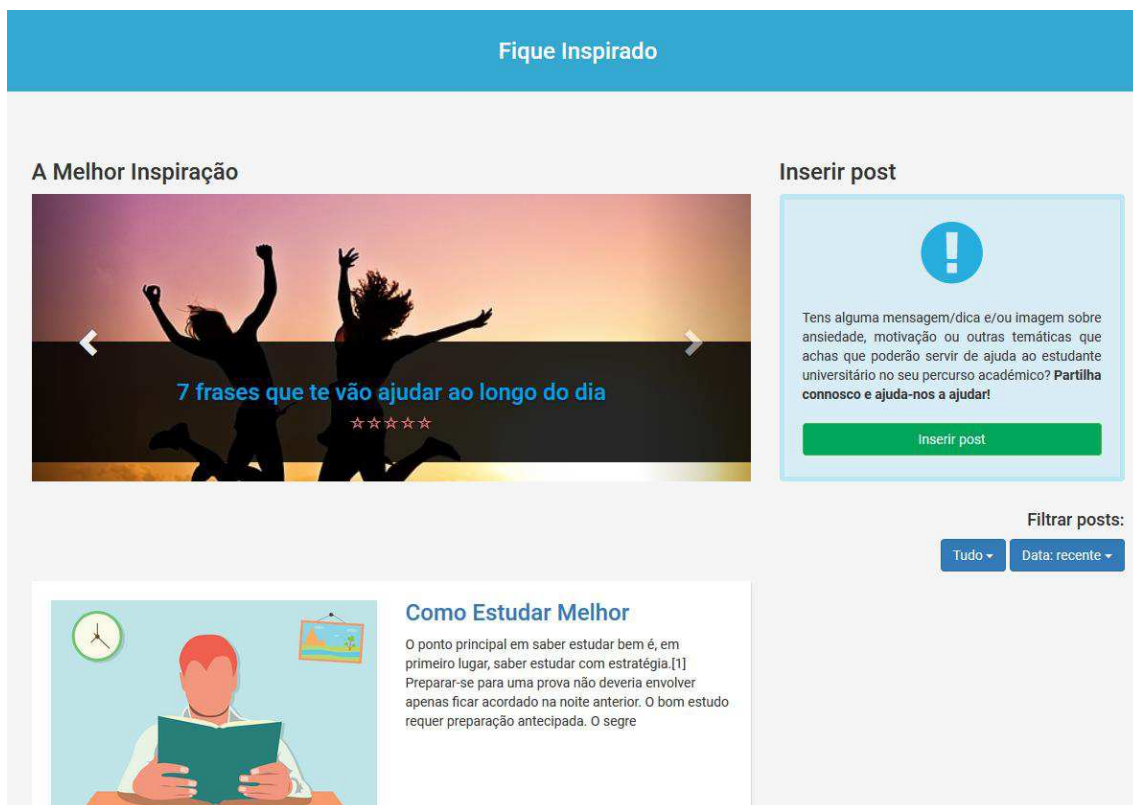 Fique Inspirado
A Melhor Inspiração
7 frases que te vão ajudar ao longo do dia
Inserir post
Tens alguma mensagem/dica e/ou imagem sobre
ansiedade, motivação ou outras temáticas que
achas que poderão servir de ajuda ao estudante
universitário no seu percurso académico? Partilha
connosco e ajuda-nos a ajudar!
Inserir post
Filtrar posts:
Tudo
Data: recente
Como Estudar Melhor
O ponto principal em saber estudar bem é, em
primeiro lugar, saber estudar com estratégia.[1]
Preparar-se para uma prova não deveria envolver
apenas ficar acordado na noite anterior. O bom estudo
requer preparação antecipada. O segre